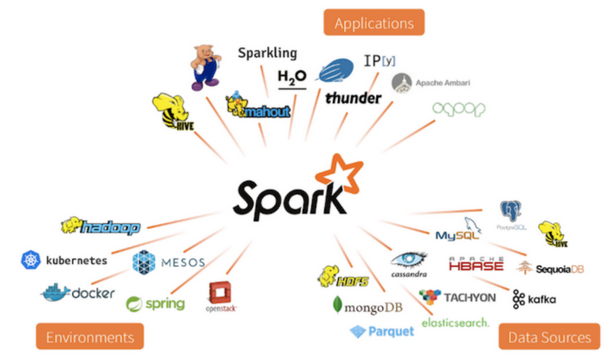 Applications
Sparkling
H2O
IP[y]
thunder
Apache Ambari
mahout
HIVE
sqoop
Spark
hadoop
kubernetes
MESOS
docker
spring
openstack
Environments
PostgreSQL
MySQL
HIVE
cassandra
APACHE
HBASE
SequoiaDB
HDFS
mongoDB
TACHYON
kafka
Parquet
elasticsearch.
Data Sources